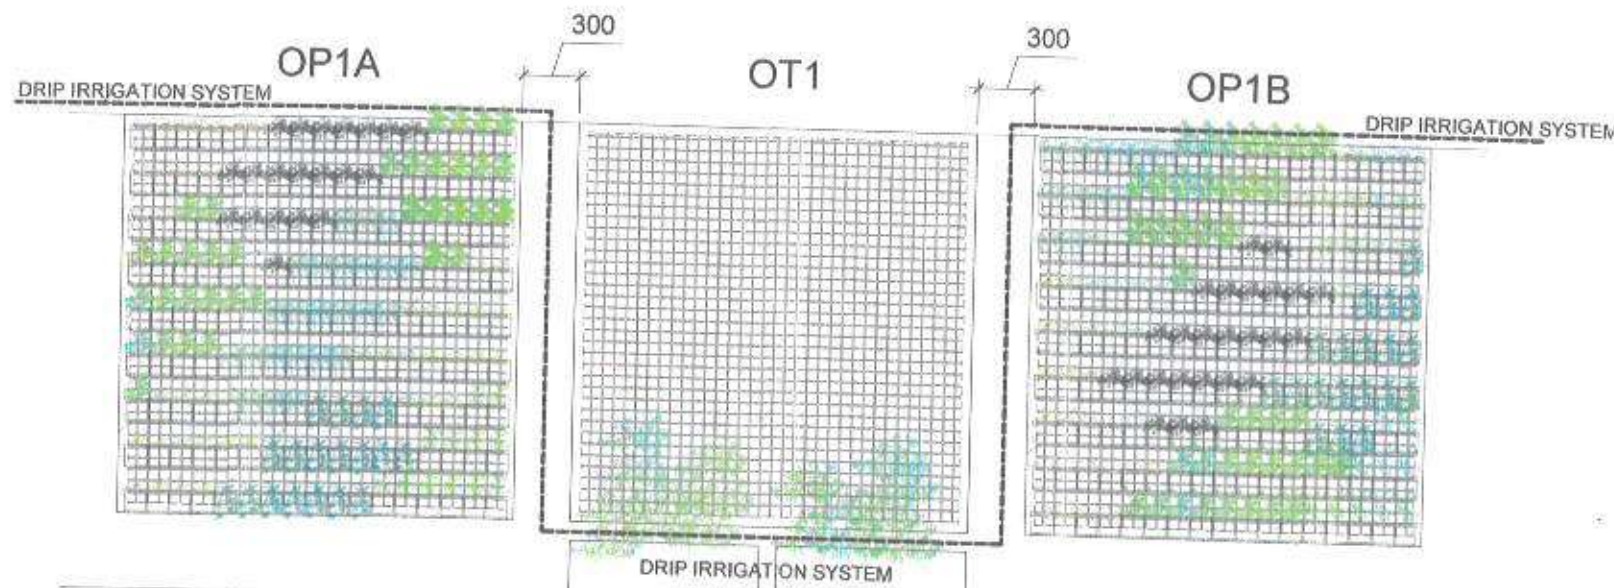 300
300
OP1A
OT1
OP1B
DRIP IRRIGATION SYSTEM
DRIP IRRIGATION SYSTEM
DRIP IRRIGATION SYSTEM